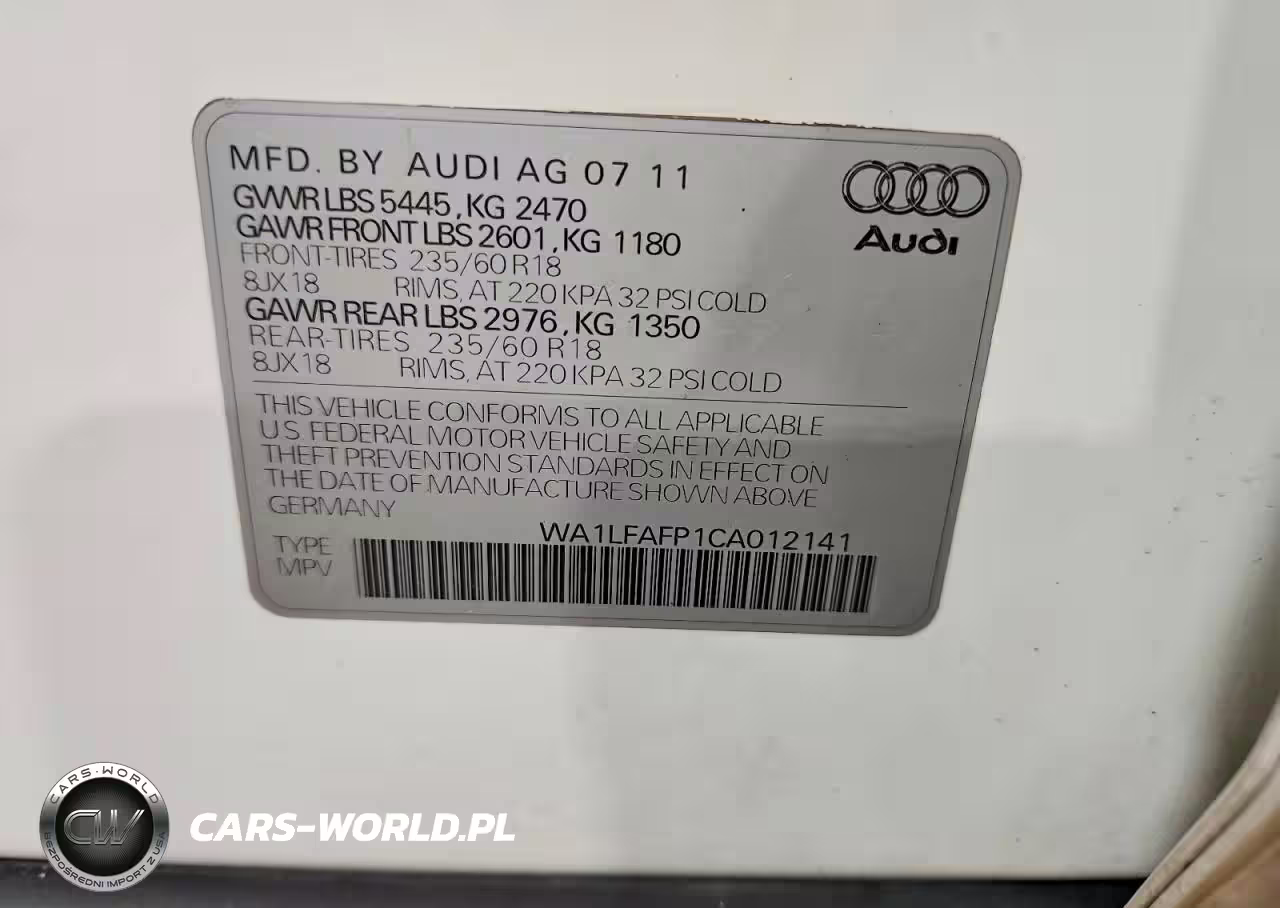 MFD. BY AUDI AG 07 11
GVWR LBS 5445, KG 2470
GAWR FRONT LBS 2601, KG 1180
FRONT-TIRES 235/60 R18
8JX18 RIMS, AT 220 KPA 32 PSI COLD
GAWR REAR LBS 2976, KG 1350
REAR-TIRES 235/60 R18
8JX18 RIMS, AT 220 KPA 32 PSI COLD
Audi
THIS VEHICLE CONFORMS TO ALL APPLICABLE
U.S. FEDERAL MOTOR VEHICLE SAFETY AND
THEFT PREVENTION STANDARDS IN EFFECT ON
THE DATE OF MANUFACTURE SHOWN ABOVE
GERMANY
WA1LFAFP1CA012141
TYPE
MPV
CARS-WORLD
CW
BEZPOŚREDNI IMPORT Z USA
CARS-WORLD.PL